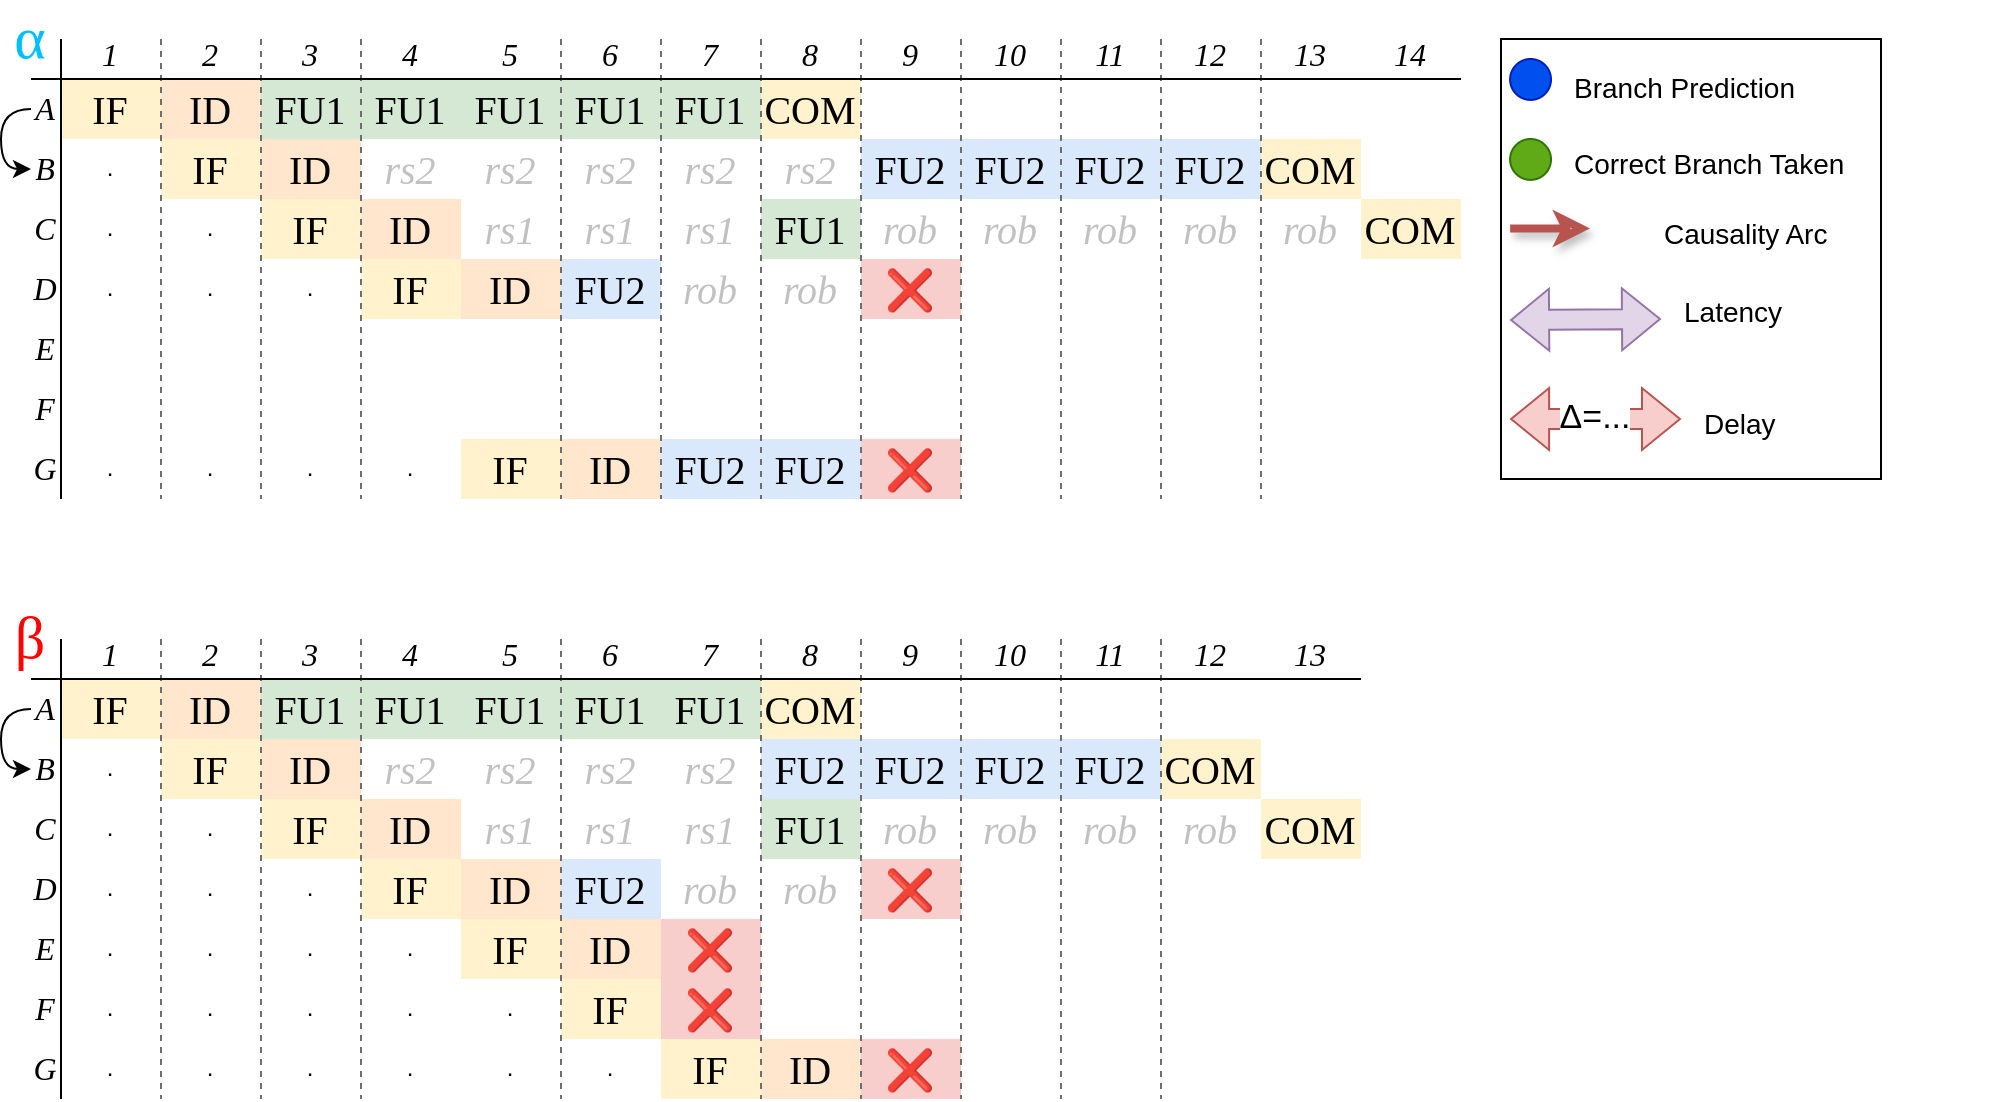 α
1 2 3 4 5 6 7 8 9 10 11 12 13 14
A IF ID FU1 FU1 FU1 FU1 FU1 COM
B . IF ID rs2 rs2 rs2 rs2 rs2 FU2 FU2 FU2 FU2 COM
C . . IF ID rs1 rs1 rs1 FU1 rob rob rob rob rob COM
D . . . IF ID FU2 rob rob ❌
E
F
G . . . . IF ID FU2 FU2 ❌
Branch Prediction
Correct Branch Taken
Causality Arc
Latency
Δ=... Delay
β
1 2 3 4 5 6 7 8 9 10 11 12 13
A IF ID FU1 FU1 FU1 FU1 FU1 COM
B . IF ID rs2 rs2 rs2 rs2 FU2 FU2 FU2 FU2 COM
C . . IF ID rs1 rs1 rs1 FU1 rob rob rob rob COM
D . . . IF ID FU2 rob rob ❌
E . . . . IF ID ❌
F . . . . . IF ❌
G . . . . . . IF ID ❌